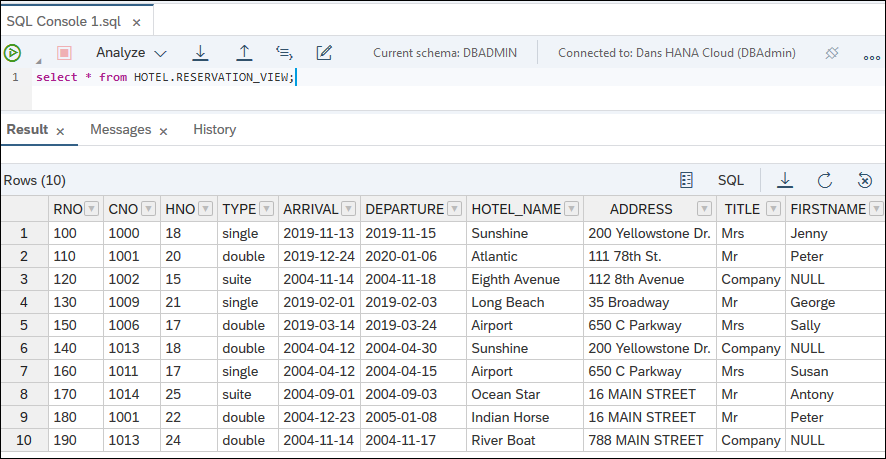 SQL Console 1.sql ×
Analyze Current schema: DBADMIN Connected to: Dans HANA Cloud (DBAdmin)
1 select * from HOTEL.RESERVATION_VIEW;
Result × Messages × History
Rows (10) SQL
RNO CNO HNO TYPE ARRIVAL DEPARTURE HOTEL_NAME ADDRESS TITLE FIRSTNAME
1 100 1000 18 single 2019-11-13 2019-11-15 Sunshine 200 Yellowstone Dr. Mrs Jenny
2 110 1001 20 double 2019-12-24 2020-01-06 Atlantic 111 78th St. Mr Peter
3 120 1002 15 suite 2004-11-14 2004-11-18 Eighth Avenue 112 8th Avenue Company NULL
4 130 1009 21 single 2019-02-01 2019-02-03 Long Beach 35 Broadway Mr George
5 150 1006 17 double 2019-03-14 2019-03-24 Airport 650 C Parkway Mrs Sally
6 140 1013 18 double 2004-04-12 2004-04-30 Sunshine 200 Yellowstone Dr. Company NULL
7 160 1011 17 single 2004-04-12 2004-04-15 Airport 650 C Parkway Mrs Susan
8 170 1014 25 suite 2004-09-01 2004-09-03 Ocean Star 16 MAIN STREET Mr Antony
9 180 1001 22 double 2004-12-23 2005-01-08 Indian Horse 16 MAIN STREET Mr Peter
10 190 1013 24 double 2004-11-14 2004-11-17 River Boat 788 MAIN STREET Company NULL